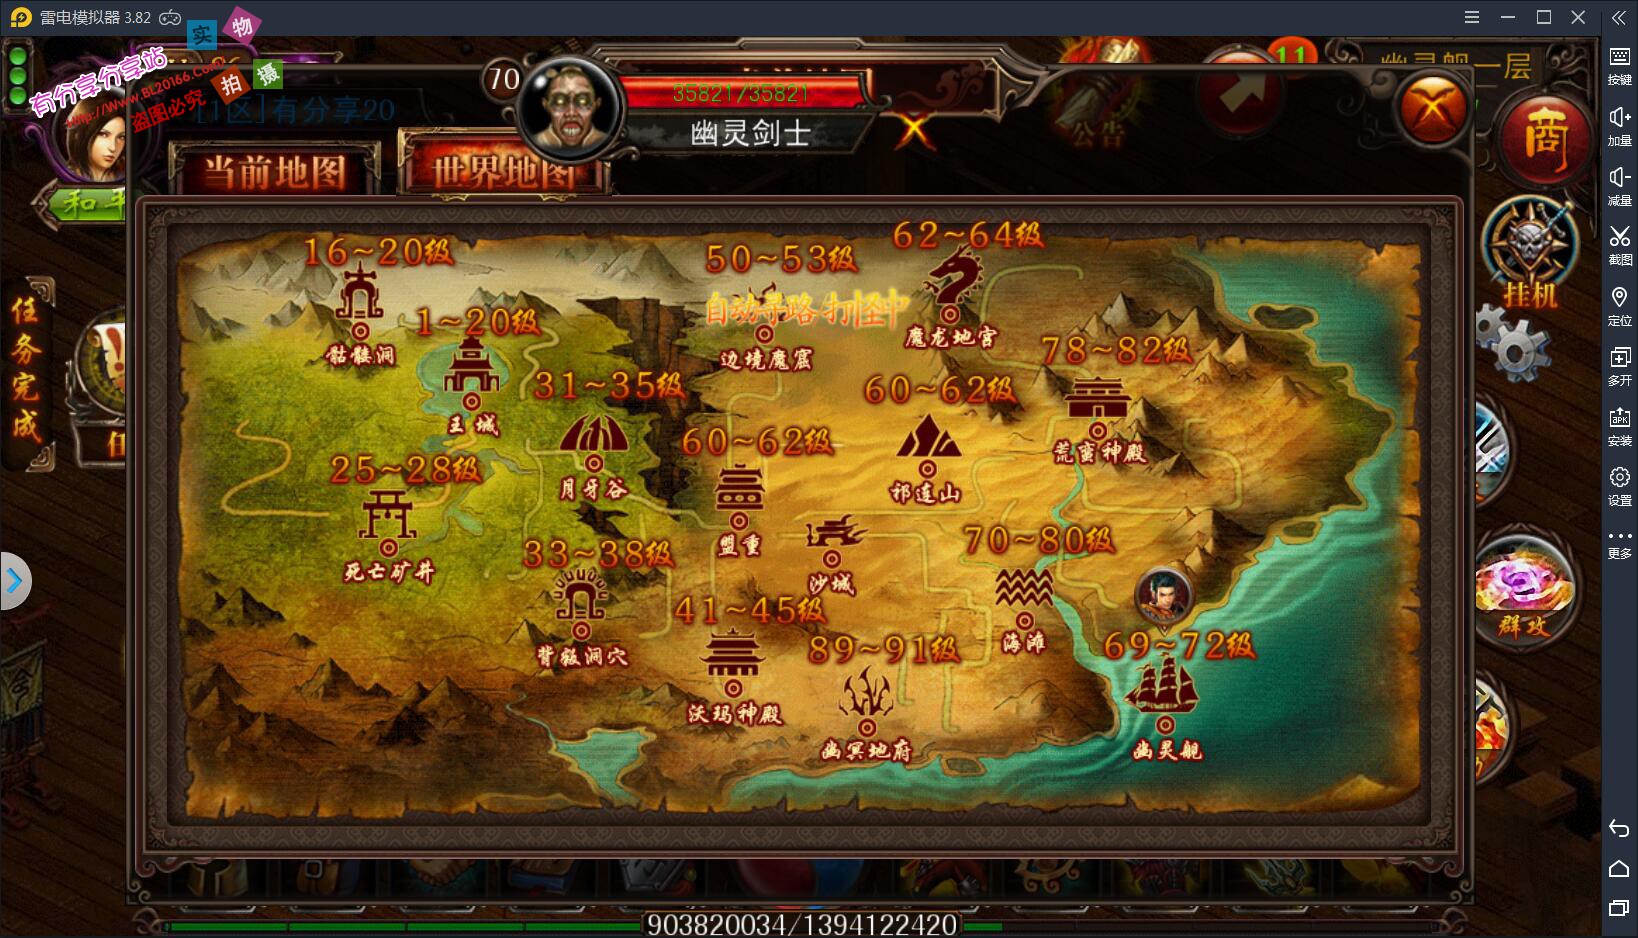 雷电模拟器 3.82
实物
拍摄
有分享分享站
http://www.BL20166.com
盗图必究
[1区]有分享20
70
35821/35821
幽灵剑士
11
公告
幽灵舰一层
商
当前地图
世界地图
和平
16~20级
骷髅洞
1~20级
王城
50~53级
自动寻路 打怪中
边境魔窟
62~64级
魔龙地宫
31~35级
月牙谷
60~62级
祁连山
78~82级
荒蛮神殿
25~28级
死亡矿井
60~62级
盟重
沙城
33~38级
背叛洞穴
70~80级
海滩
41~45级
沃玛神殿
89~91级
幽冥地府
69~72级
幽灵舰
任务完成
挂机
群攻
903820034/1394122420
按键
加量
减量
截图
定位
多开
APK
安装
设置
更多